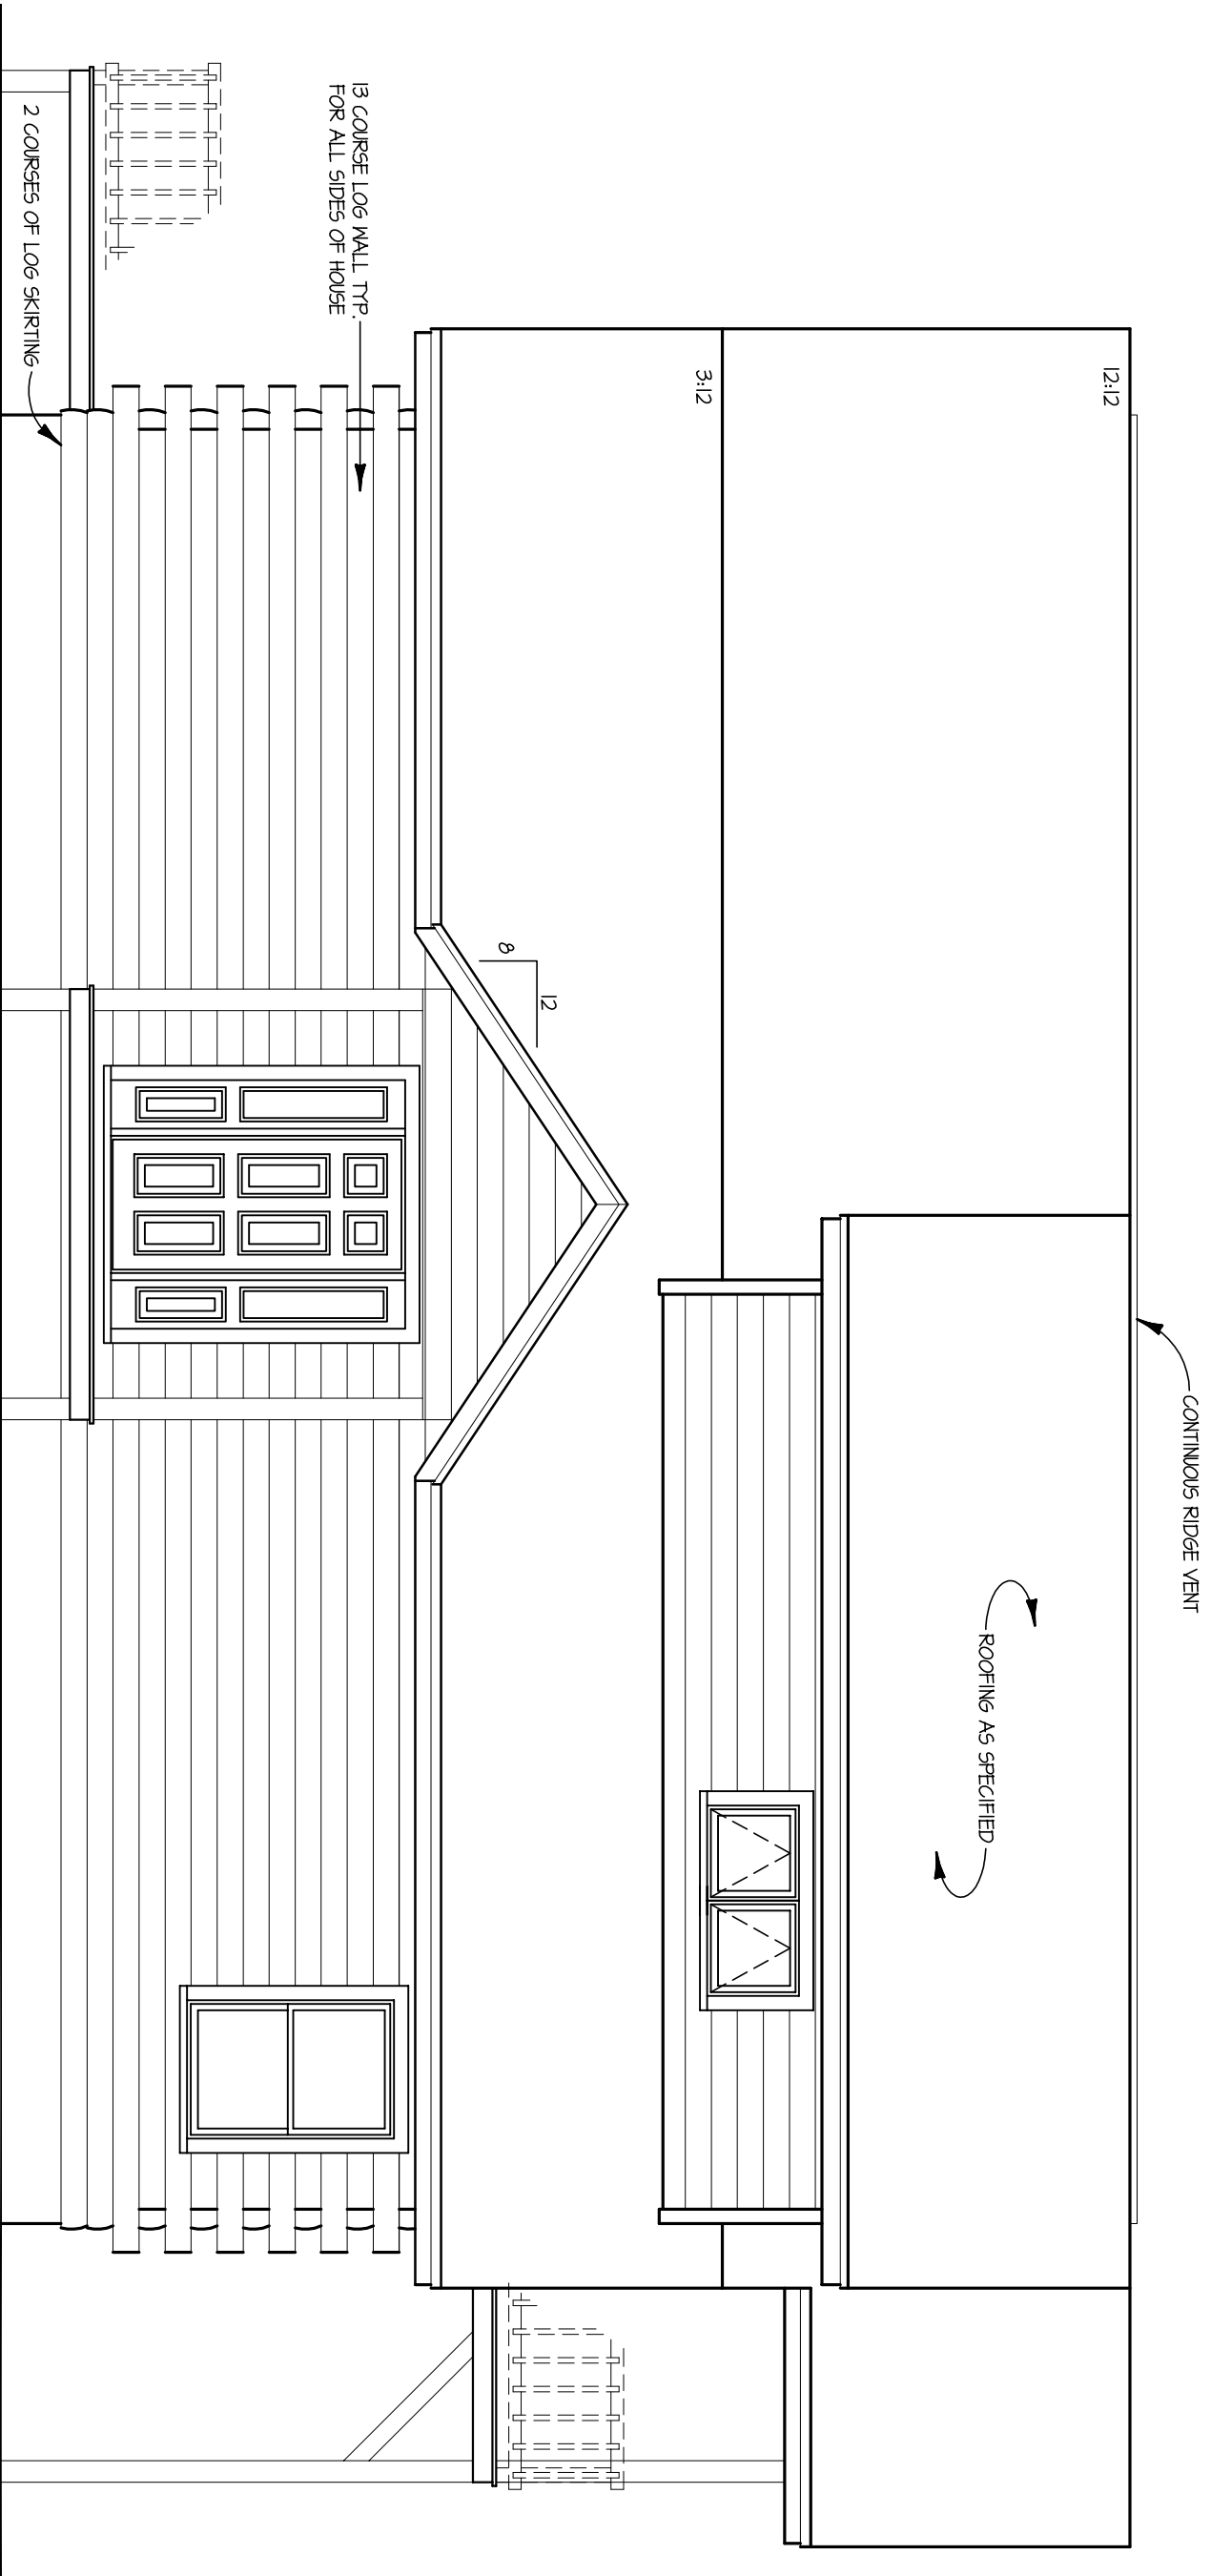 CONTINUOUS RIDGE VENT
12:12
ROOFING AS SPECIFIED
3:12
12
8
13 COURSE LOG WALL TYP.
FOR ALL SIDES OF HOUSE
2 COURSES OF LOG SKIRTING